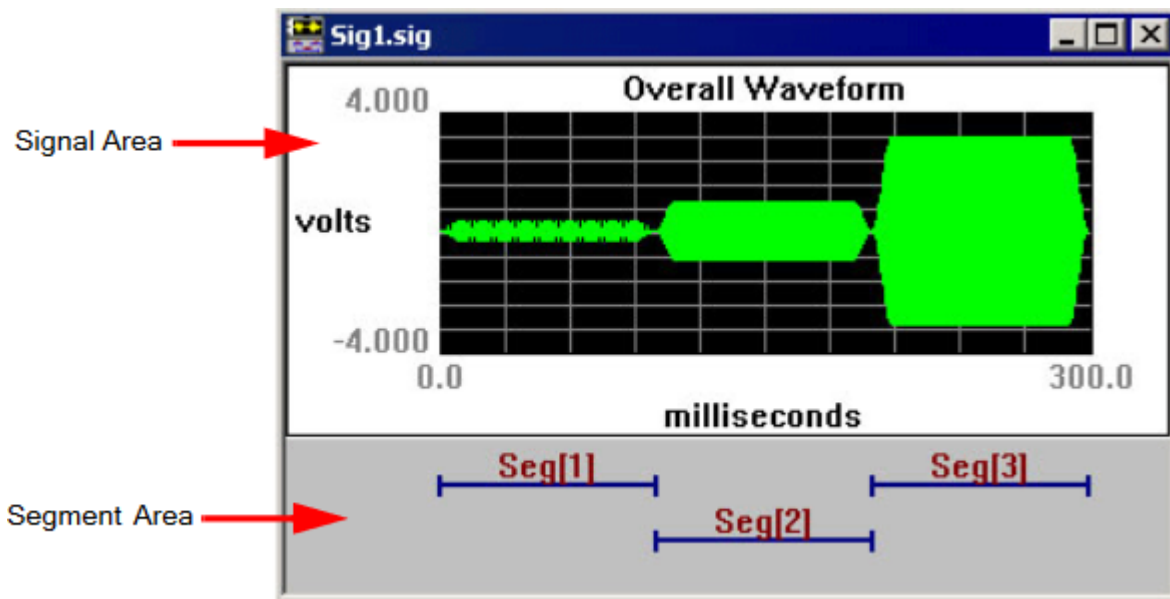 Sig1.sig
Overall Waveform
4.000
Signal Area
volts
-4.000
0.0 300.0
milliseconds
Seg[1] Seg[3]
Segment Area
Seg[2]